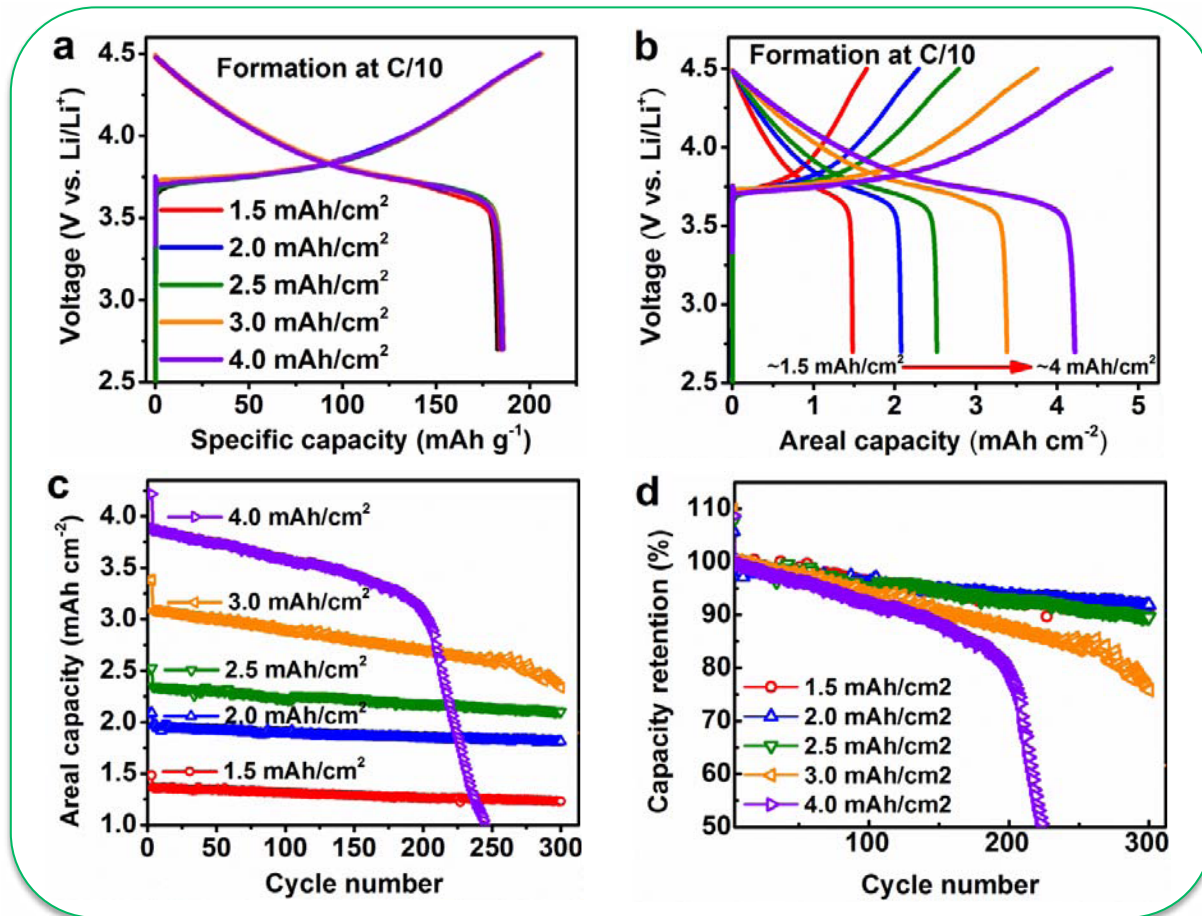 a
Formation at C/10
4.5
4.0
3.5
3.0
2.5
Voltage (V vs. Li/Li⁺)
1.5 mAh/cm²
2.0 mAh/cm²
2.5 mAh/cm²
3.0 mAh/cm²
4.0 mAh/cm²
0 50 100 150 200
Specific capacity (mAh g⁻¹)
b
Formation at C/10
4.5
4.0
3.5
3.0
2.5
Voltage (V vs. Li/Li⁺)
~1.5 mAh/cm² ~4 mAh/cm²
0 1 2 3 4 5
Areal capacity (mAh cm⁻²)
c
4.0
3.5
3.0
2.5
2.0
1.5
1.0
Areal capacity (mAh cm⁻²)
4.0 mAh/cm²
3.0 mAh/cm²
2.5 mAh/cm²
2.0 mAh/cm²
1.5 mAh/cm²
0 50 100 150 200 250 300
Cycle number
d
110
100
90
80
70
60
50
Capacity retention (%)
1.5 mAh/cm2
2.0 mAh/cm2
2.5 mAh/cm2
3.0 mAh/cm2
4.0 mAh/cm2
100 200 300
Cycle number